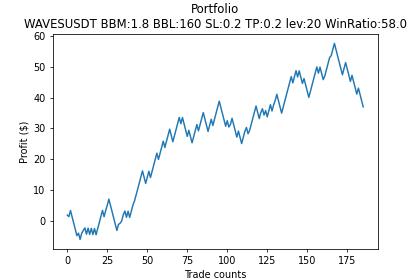 Portfolio
WAVESUSDT BBM:1.8 BBL:160 SL:0.2 TP:0.2 lev:20 WinRatio:58.0
60
50
40
30
20
10
0
Profit ($)
0 25 50 75 100 125 150 175
Trade counts